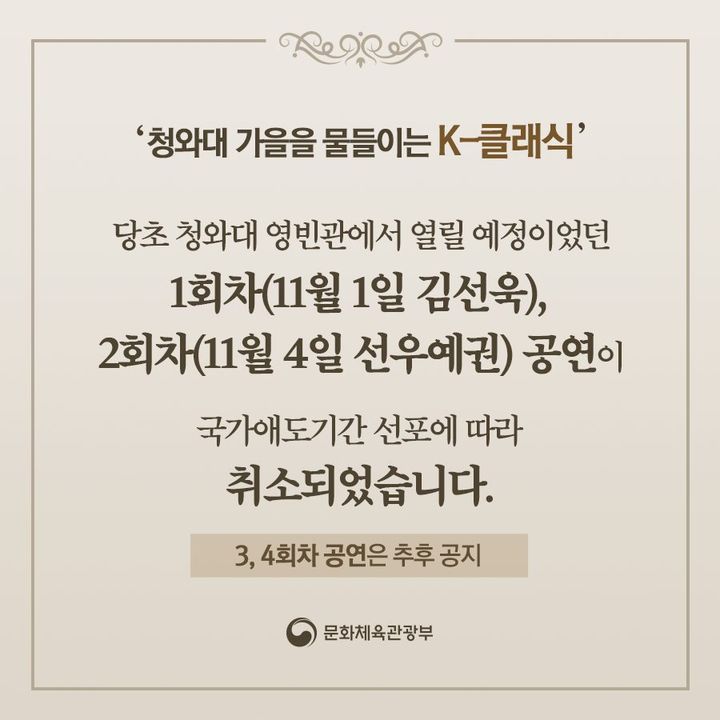 ‘청와대 가을을 물들이는 K-클래식’
당초 청와대 영빈관에서 열릴 예정이었던
1회차(11월 1일 김선욱),
2회차(11월 4일 선우예권) 공연이
국가애도기간 선포에 따라
취소되었습니다.
3, 4회차 공연은 추후 공지
문화체육관광부